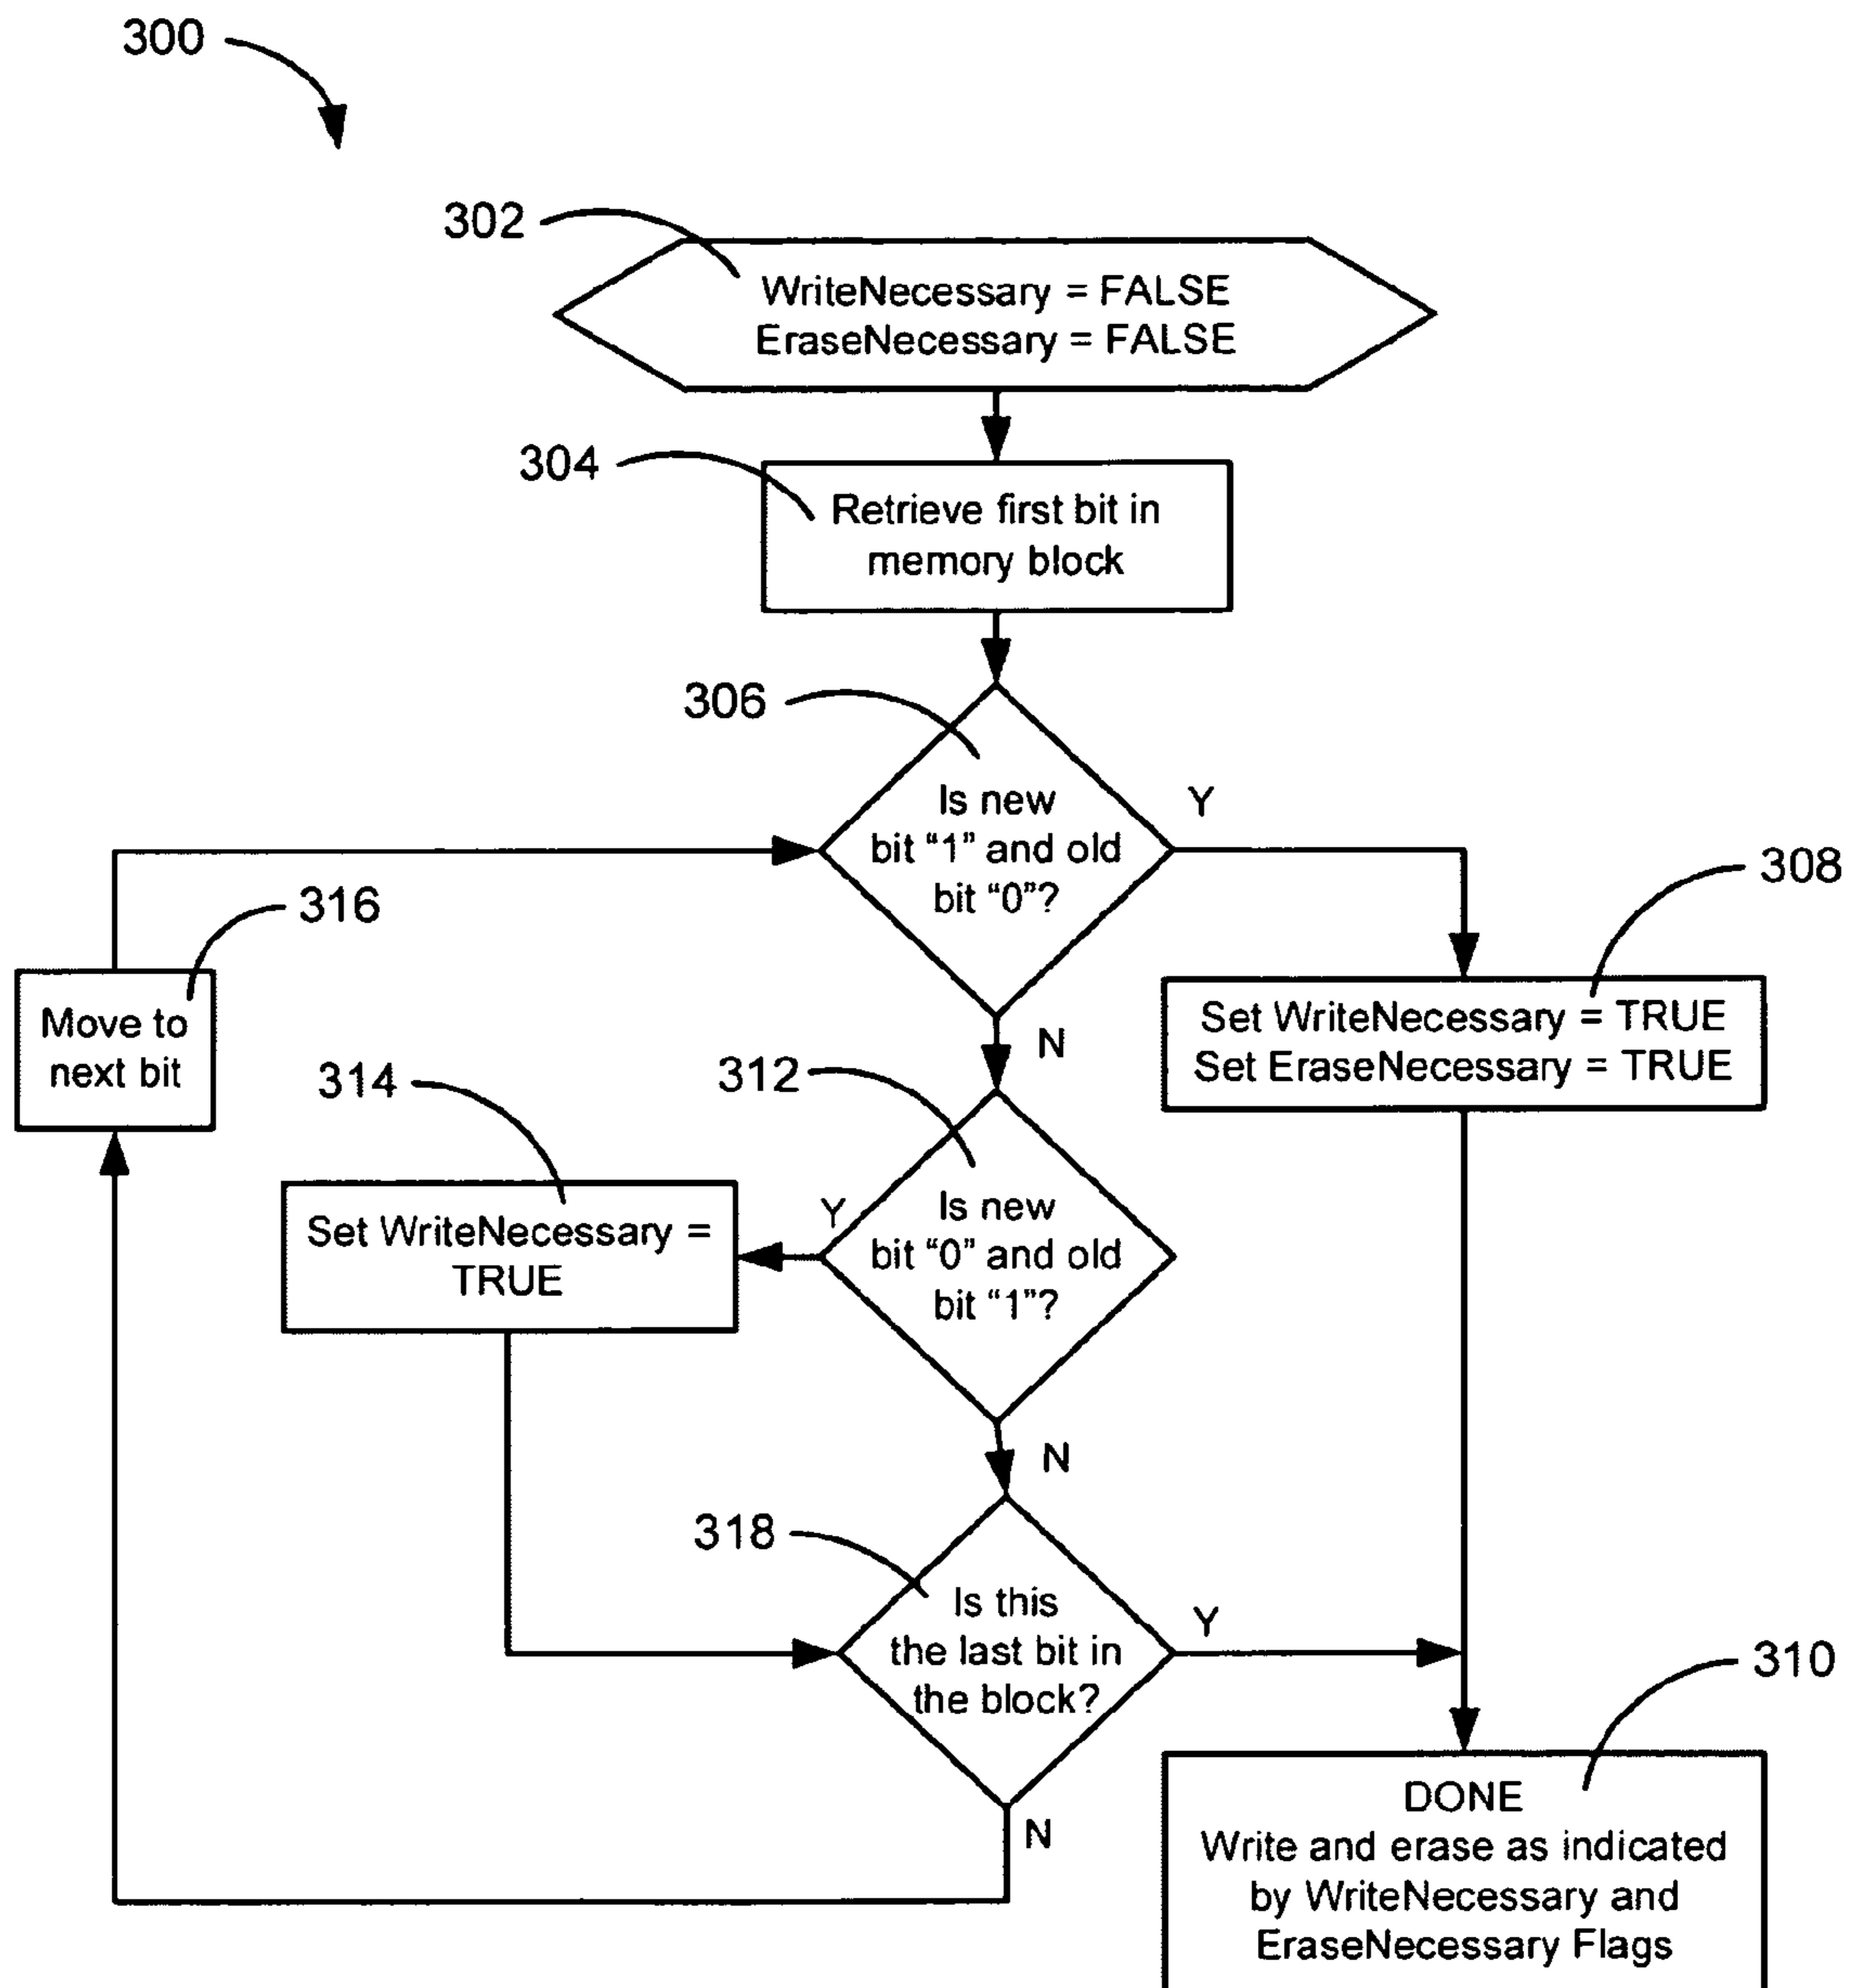 300
302
WriteNecessary = FALSE
EraseNecessary = FALSE
304
Retrieve first bit in
memory block
306
Is new
bit “1” and old
bit “0”?
Y
N
308
Set WriteNecessary = TRUE
Set EraseNecessary = TRUE
316
Move to
next bit
312
Is new
bit “0” and old
bit “1”?
Y
N
314
Set WriteNecessary =
TRUE
318
Is this
the last bit in
the block?
Y
N
310
DONE
Write and erase as indicated
by WriteNecessary and
EraseNecessary Flags